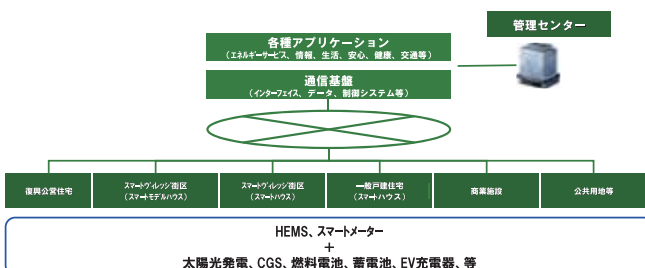 管理センター
各種アプリケーション
（エネルギーサービス、情報、生活、安心、健康、交通等）
通信基盤
（インターフェイス、データ、制御システム等）
復興公営住宅
スマートヴィレッジ街区
（スマートモデルハウス）
スマートヴィレッジ街区
（スマートハウス）
一般戸建住宅
（スマートハウス）
商業施設
公共用地等
HEMS、スマートメーター
+
太陽光発電、CGS、燃料電池、蓄電池、EV充電器、等